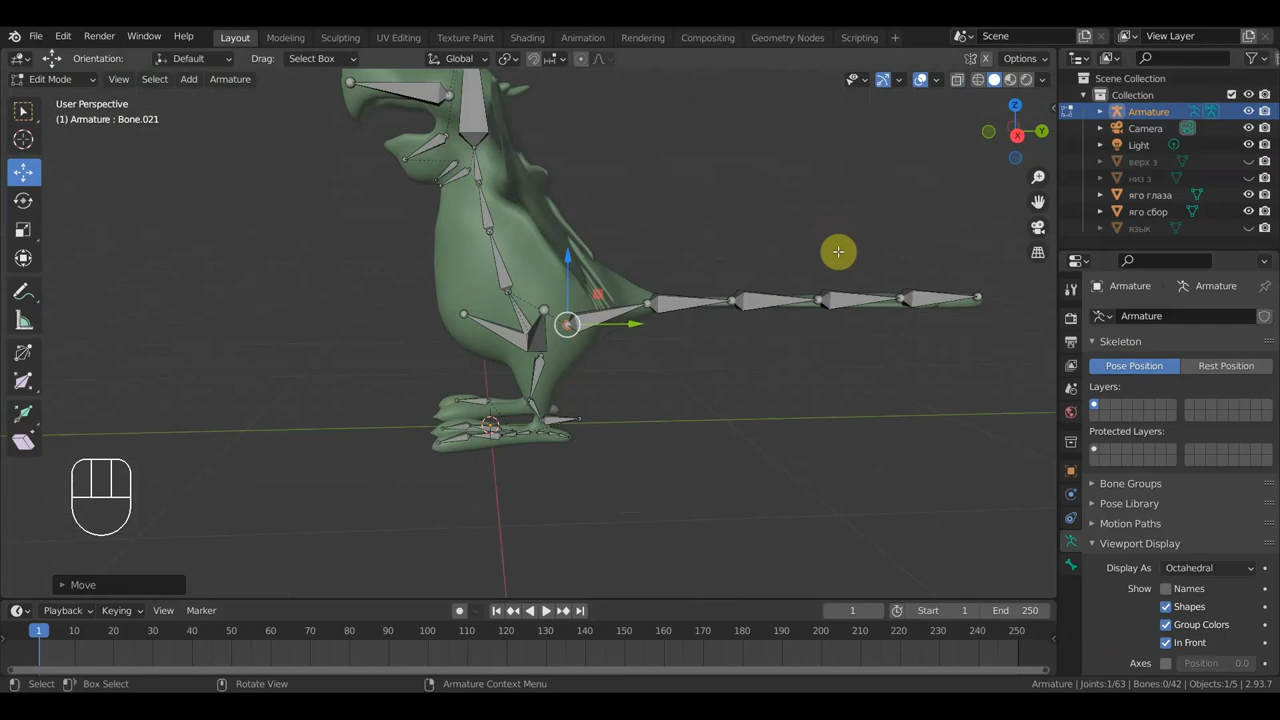 File Edit Render Window Help Layout Modeling Sculpting UV Editing Texture Paint Shading Animation Rendering Compositing Geometry Nodes Scripting Scene View Layer
Orientation: Default Drag: Select Box Global Options
Edit Mode View Select Add Armature
User Perspective
(1) Armature : Bone.021
Scene Collection
Collection
Armature
Camera
Light
верх з
низ з
яго глаза
яго сбор
язык
Armature Armature
Armature
Skeleton
Pose Position Rest Position
Layers:
Protected Layers:
Bone Groups
Pose Library
Motion Paths
Viewport Display
Display As Octahedral
Show Names
Shapes
Group Colors
In Front
Axes Position 0.0
X
Y
Z
X
Move
Playback Keying View Marker 1 Start 1 End 250
1 10 20 30 40 50 60 70 80 90 100 110 120 130 140 150 160 170 180 190 200 210 220 230 240 250
Select Box Select Rotate View Armature Context Menu Armature | Joints:1/63 | Bones:0/42 | Objects:1/5 | 2.93.7